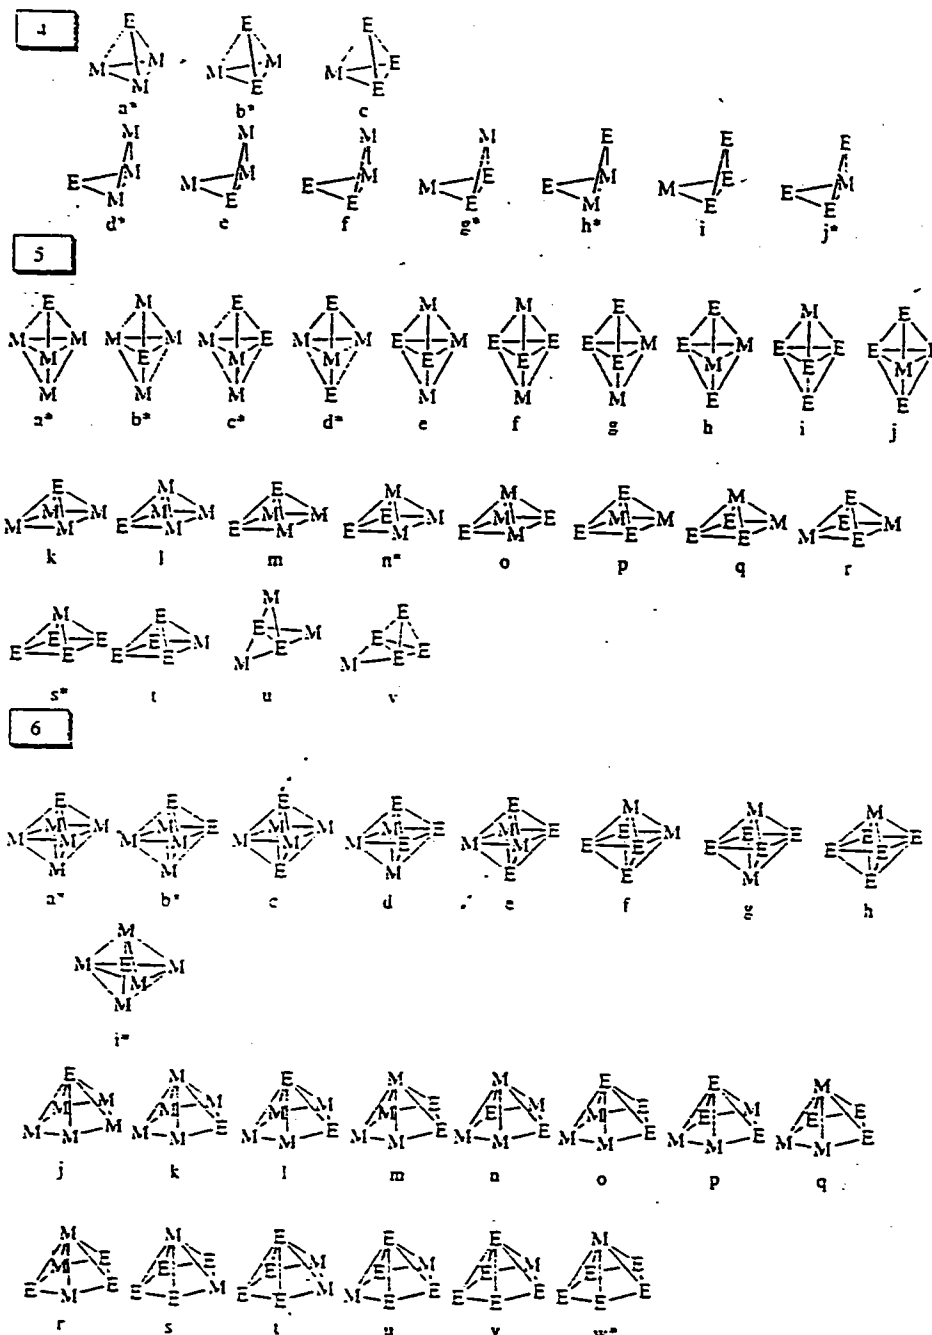 4
E E E
M M M M M E
M E E
a* b* c
M M M M E E E
E M M M E M M E E M M E E M
M E E E M E E
d* e f g* h* i j*
5
E M E E M M E E M E
M M M M M E M M E M E E E M E M E E E E
M E M M E E E M E M
M M M E M M M E E E
a* b* c* d* e f g h i j
E M E M M E M E
M M M M M M E M M E M M E M E M
M M E M E M E M E M E E E E M E
k l m n* o p q r
M E M E
E E E M E M E
E E E E M E M E E
s* t u v
6
E E E E E M M M
M M M E M M M E M E E M E E E E
M M M M M M M E M M E E E E E E
M M E M E E M E
a* b* c d e f g h
M
M E M
M
M
i*
E M E M M E E M
M M M M M M M E E M M E E M E E
M M M M M E M M E M M E M M E M M E M E E M M E
j k l m n o p q
M M E E E M
M E E E E M E M E M E E
E M E E E M E E M M E E E E E E E E
r s t u v w*